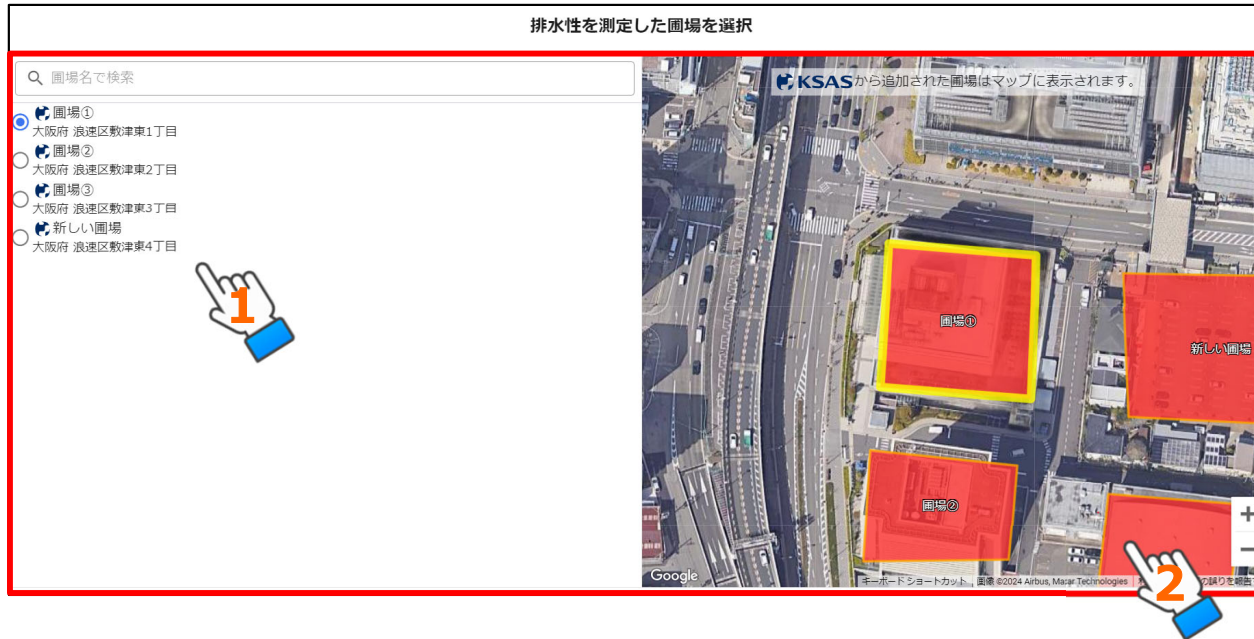 排水性を測定した圃場を選択
圃場名で検索
圃場①
大阪府 浪速区敷津東1丁目
圃場②
大阪府 浪速区敷津東2丁目
圃場③
大阪府 浪速区敷津東3丁目
新しい圃場
大阪府 浪速区敷津東4丁目
1
KSASから追加された圃場はマップに表示されます。
圃場①
新しい圃場
圃場②
+
−
Google
キーボード ショートカット
画像 ©2024 Airbus, Maxar Technologies
の誤りを報告
2